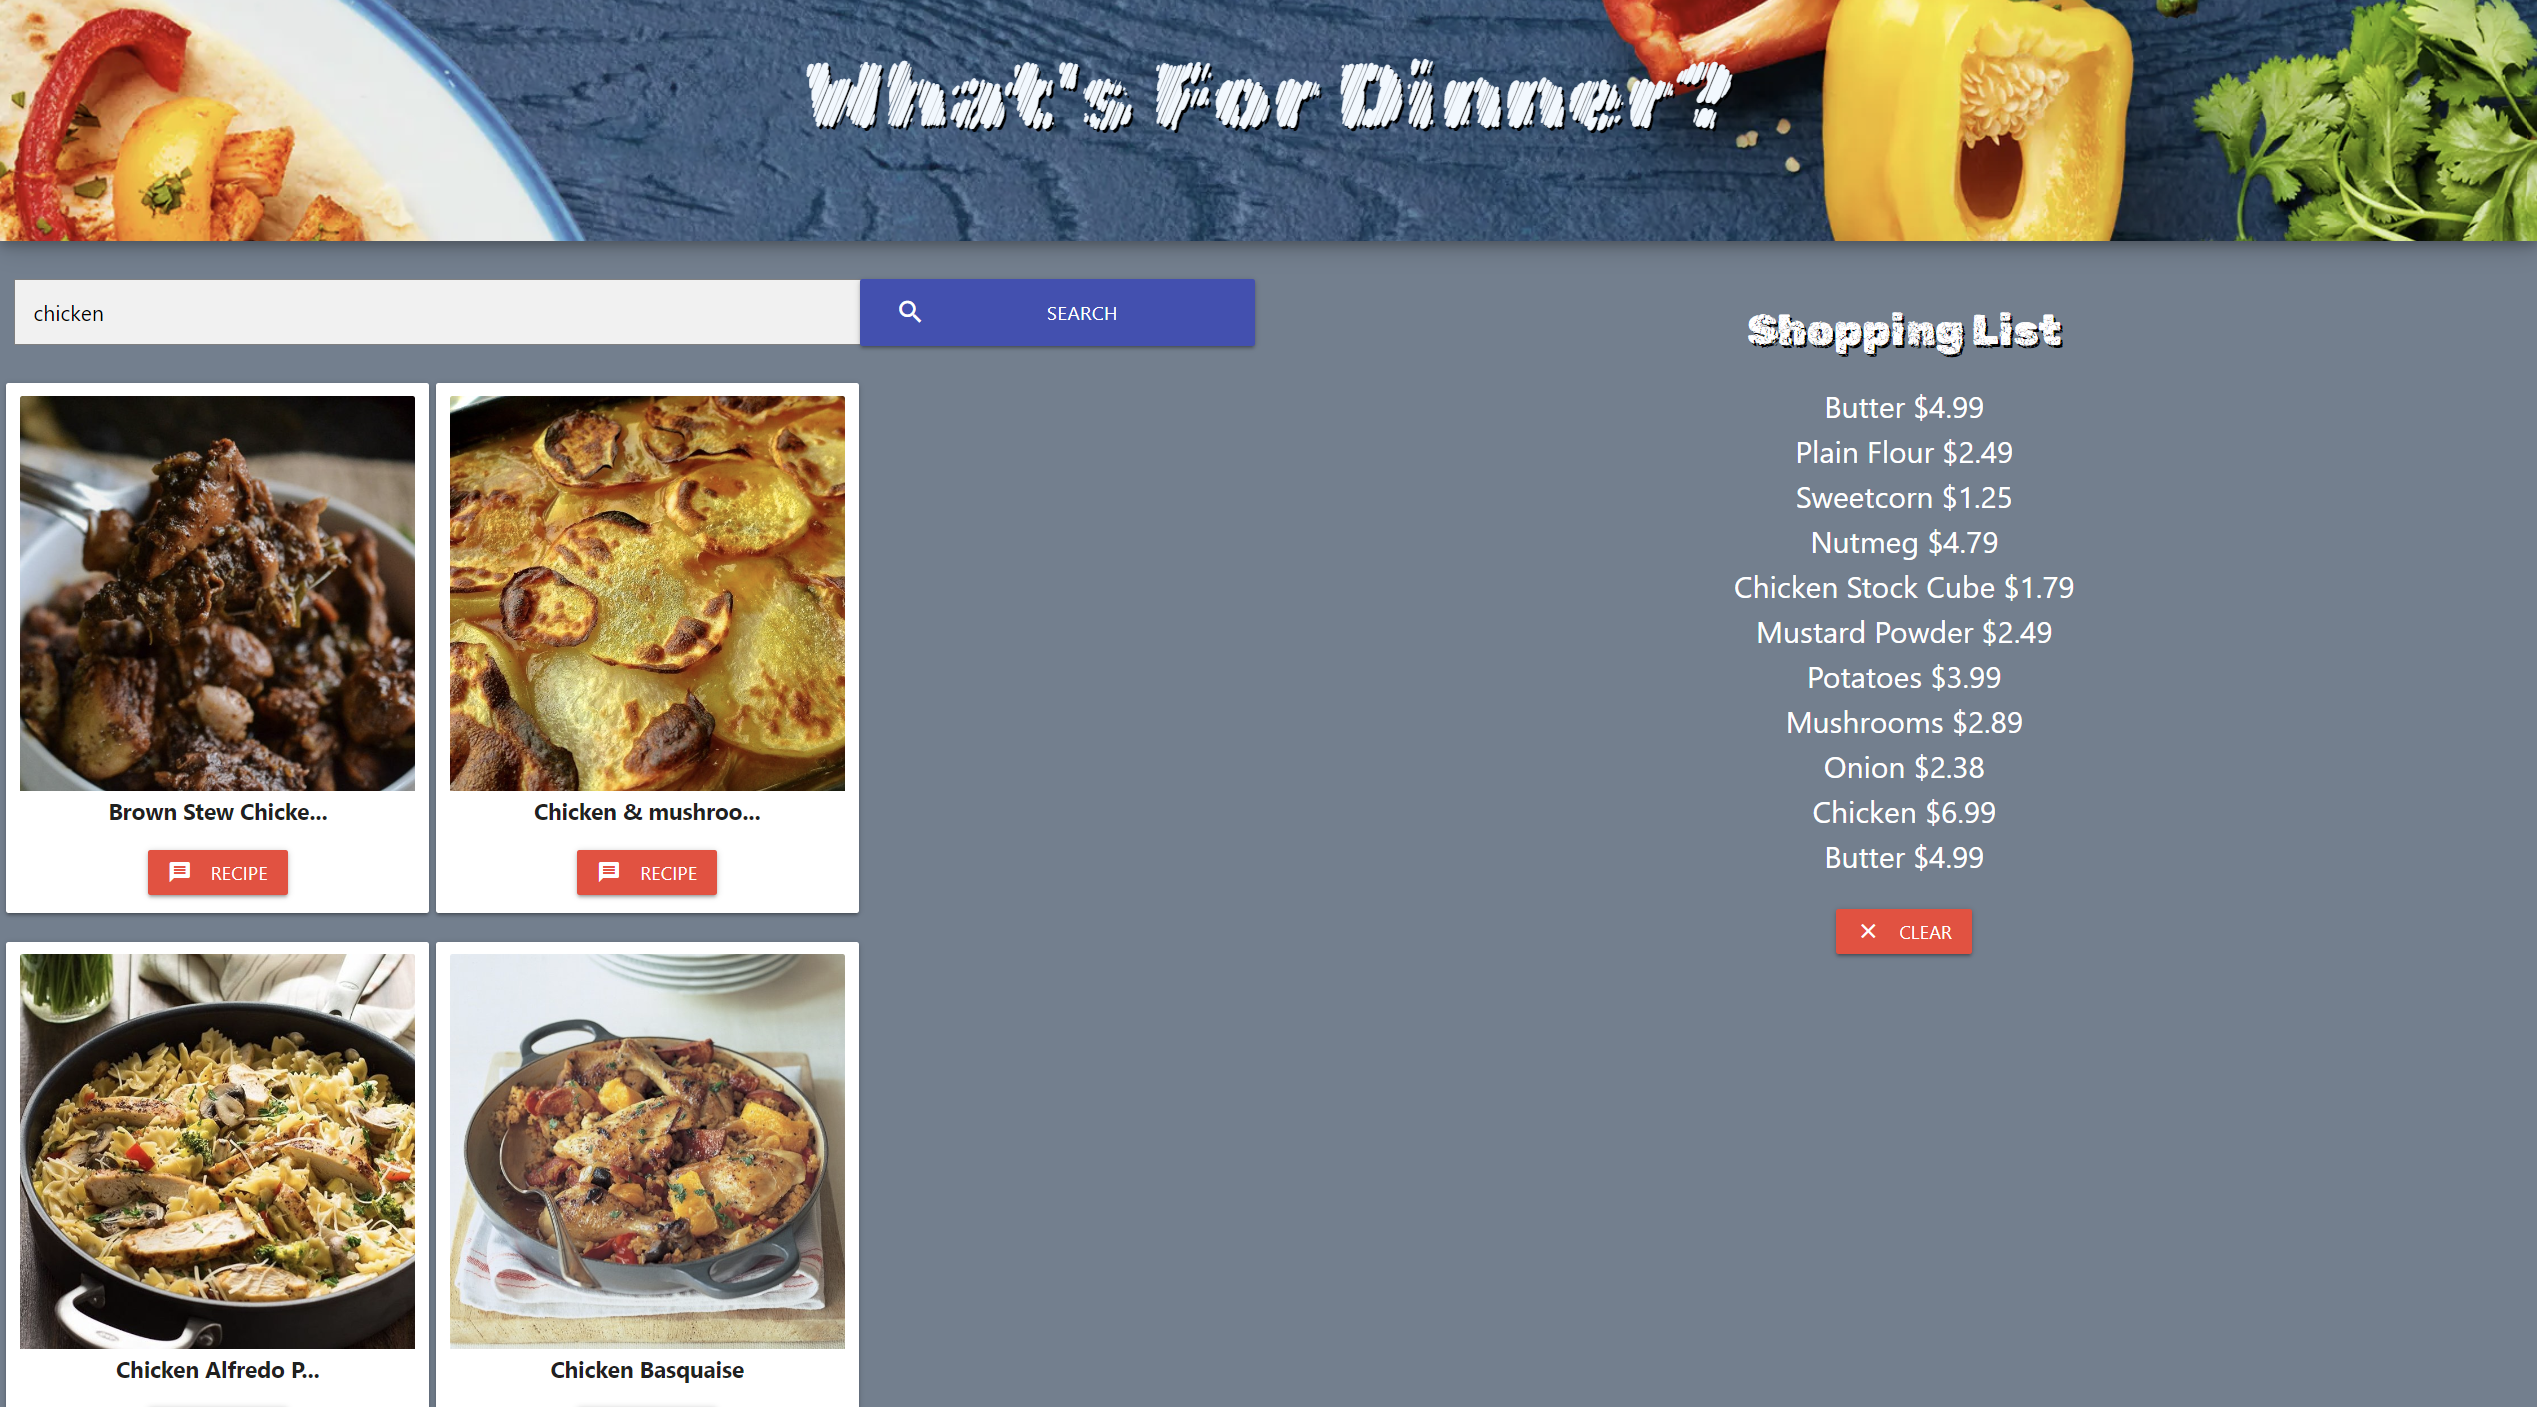 What's For Dinner?
chicken
SEARCH
Brown Stew Chicke...
RECIPE
Chicken & mushroo...
RECIPE
Chicken Alfredo P...
Chicken Basquaise
Shopping List
Butter $4.99
Plain Flour $2.49
Sweetcorn $1.25
Nutmeg $4.79
Chicken Stock Cube $1.79
Mustard Powder $2.49
Potatoes $3.99
Mushrooms $2.89
Onion $2.38
Chicken $6.99
Butter $4.99
CLEAR